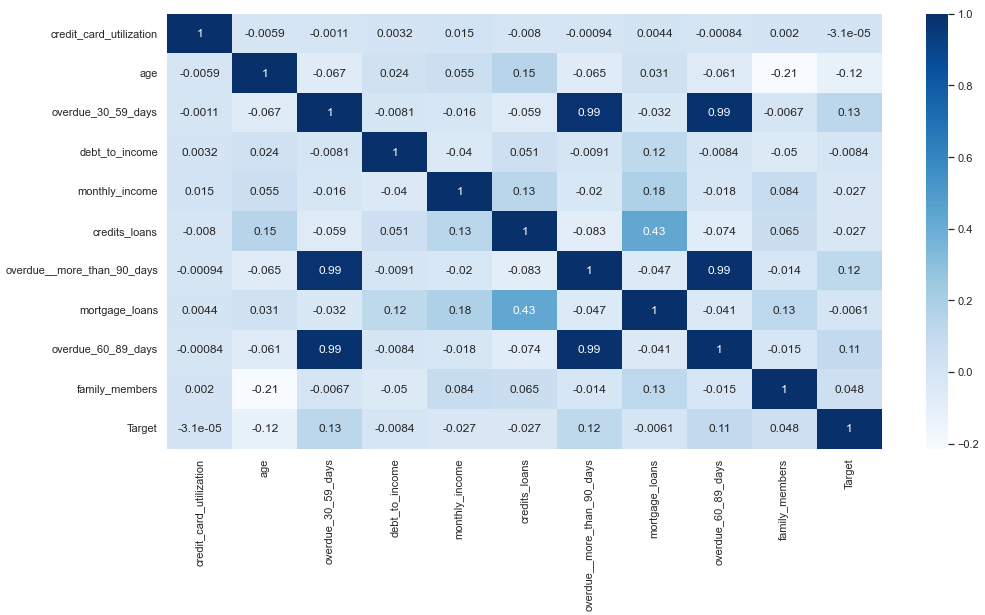 credit_card_utilization 1 -0.0059 -0.0011 0.0032 0.015 -0.008 -0.00094 0.0044 -0.00084 0.002 -3.1e-05
age -0.0059 1 -0.067 0.024 0.055 0.15 -0.065 0.031 -0.061 -0.21 -0.12
overdue_30_59_days -0.0011 -0.067 1 -0.0081 -0.016 -0.059 0.99 -0.032 0.99 -0.0067 0.13
debt_to_income 0.0032 0.024 -0.0081 1 -0.04 0.051 -0.0091 0.12 -0.0084 -0.05 -0.0084
monthly_income 0.015 0.055 -0.016 -0.04 1 0.13 -0.02 0.18 -0.018 0.084 -0.027
credits_loans -0.008 0.15 -0.059 0.051 0.13 1 -0.083 0.43 -0.074 0.065 -0.027
overdue__more_than_90_days -0.00094 -0.065 0.99 -0.0091 -0.02 -0.083 1 -0.047 0.99 -0.014 0.12
mortgage_loans 0.0044 0.031 -0.032 0.12 0.18 0.43 -0.047 1 -0.041 0.13 -0.0061
overdue_60_89_days -0.00084 -0.061 0.99 -0.0084 -0.018 -0.074 0.99 -0.041 1 -0.015 0.11
family_members 0.002 -0.21 -0.0067 -0.05 0.084 0.065 -0.014 0.13 -0.015 1 0.048
Target -3.1e-05 -0.12 0.13 -0.0084 -0.027 -0.027 0.12 -0.0061 0.11 0.048 1
credit_card_utilization
age
overdue_30_59_days
debt_to_income
monthly_income
credits_loans
overdue__more_than_90_days
mortgage_loans
overdue_60_89_days
family_members
Target
1.0
0.8
0.6
0.4
0.2
0.0
−0.2